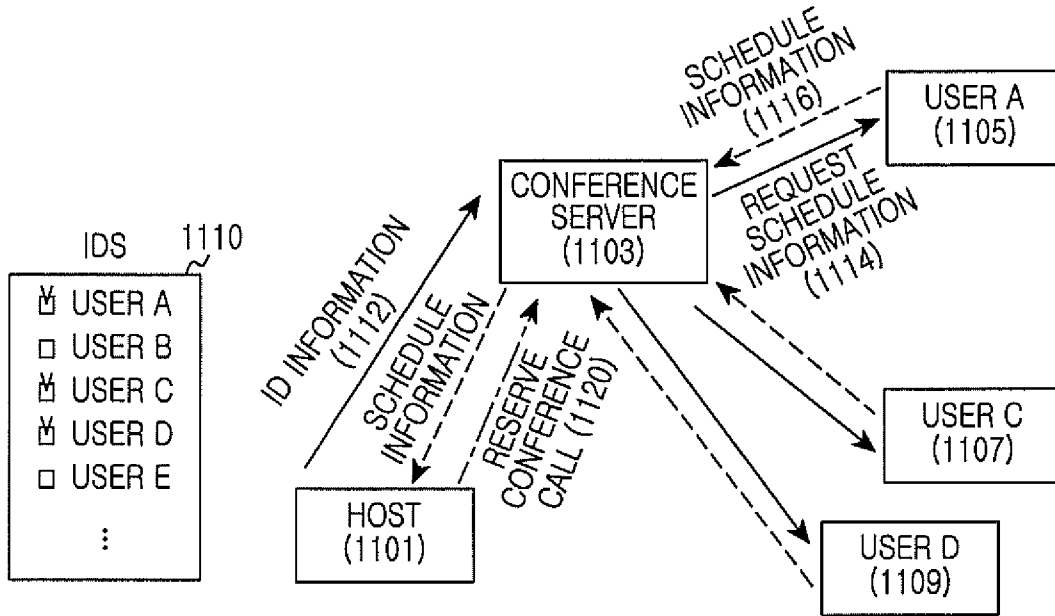 IDS
1110
USER A
USER B
USER C
USER D
USER E
...
ID INFORMATION
(1112)
SCHEDULE
INFORMATION
RESERVE
CONFERENCE
CALL (1120)
HOST
(1101)
CONFERENCE
SERVER
(1103)
SCHEDULE
INFORMATION
(1116)
REQUEST
SCHEDULE
INFORMATION
(1114)
USER A
(1105)
USER C
(1107)
USER D
(1109)